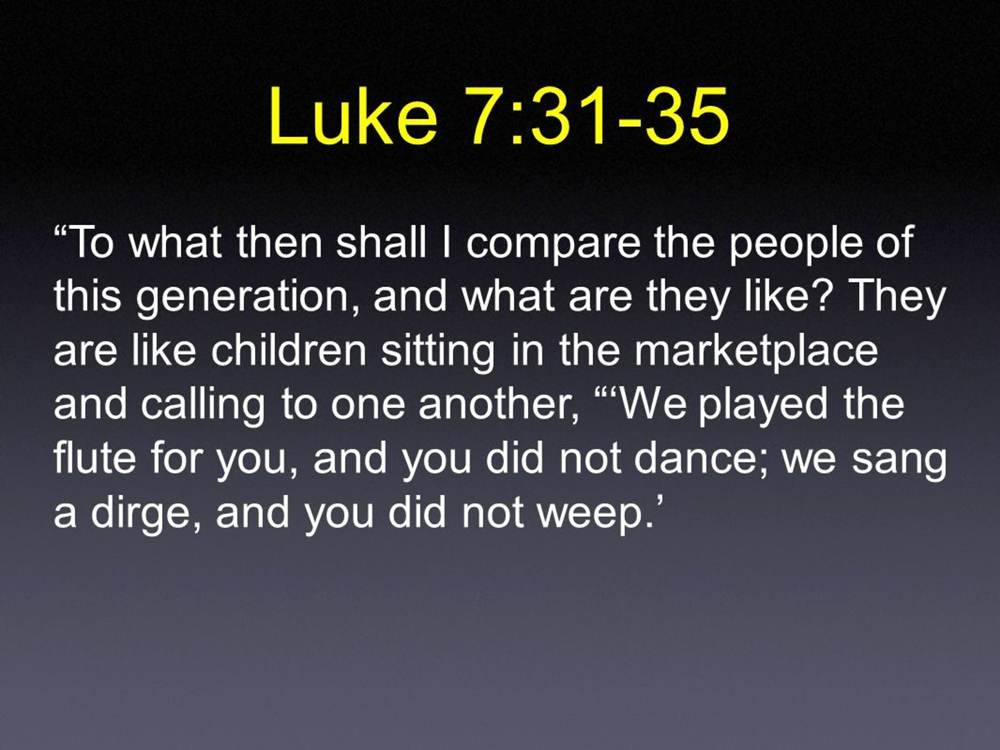 Luke 7:31-35
“To what then shall I compare the people of
this generation, and what are they like? They
are like children sitting in the marketplace
and calling to one another, “‘We played the
flute for you, and you did not dance; we sang
a dirge, and you did not weep.’